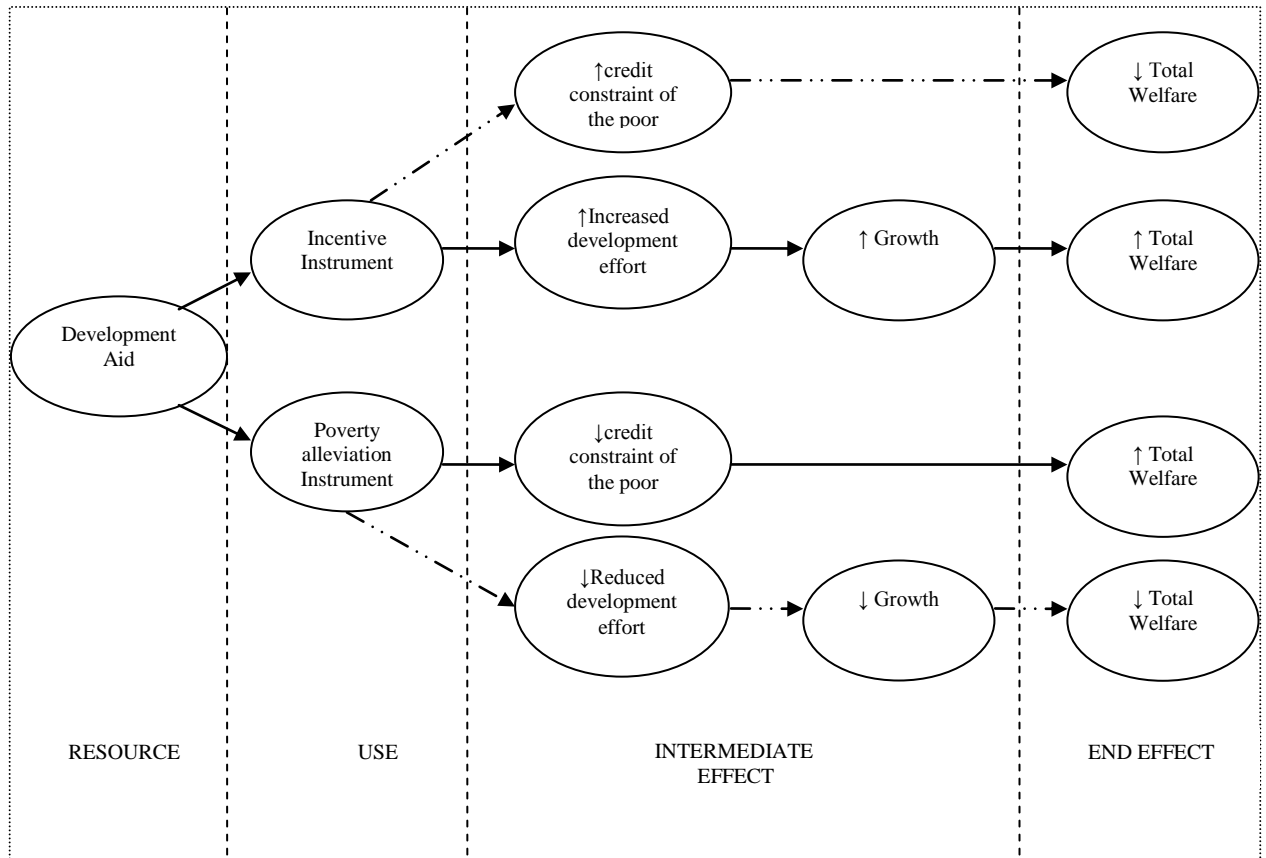 ↑credit
constraint of
the poor
↓ Total
Welfare
Incentive
Instrument
↑Increased
development
effort
↑ Growth
↑ Total
Welfare
Development
Aid
Poverty
alleviation
Instrument
↓credit
constraint of
the poor
↑ Total
Welfare
↓Reduced
development
effort
↓ Growth
↓ Total
Welfare
RESOURCE
USE
INTERMEDIATE
EFFECT
END EFFECT